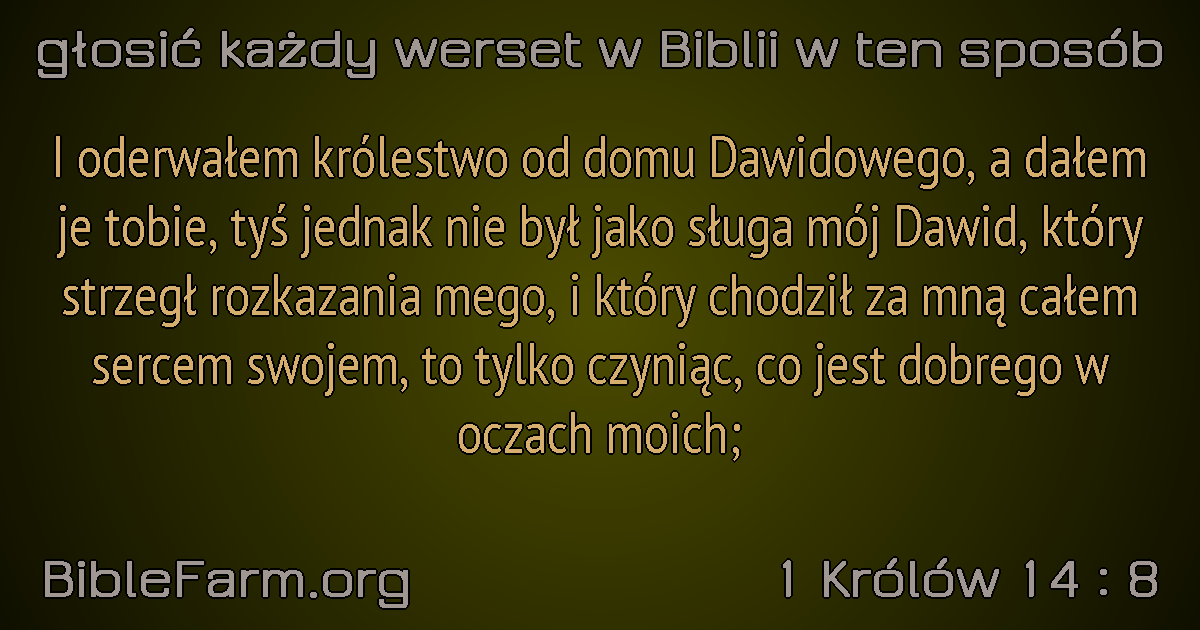 głosić każdy werset w Biblii w ten sposób
I oderwałem królestwo od domu Dawidowego, a dałem
je tobie, tyś jednak nie był jako sługa mój Dawid, który
strzegł rozkazania mego, i który chodził za mną całem
sercem swojem, to tylko czyniąc, co jest dobrego w
oczach moich;
BibleFarm.org
1 Królów 14 : 8